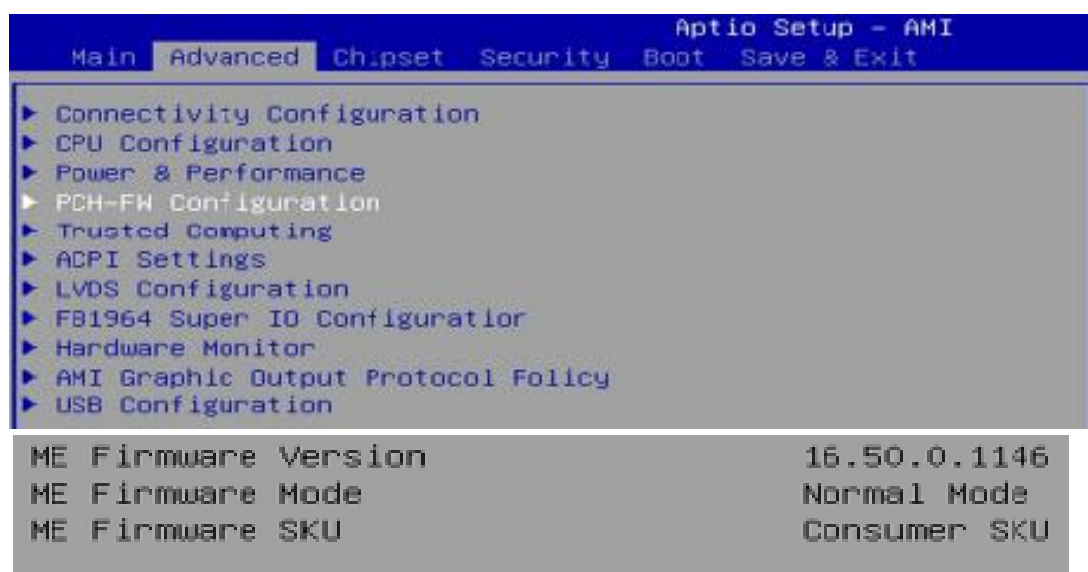 Aptio Setup – AMI
Main Advanced Chipset Security Boot Save & Exit
► Connectivity Configuration
► CPU Configuration
► Power & Performance
► PCH-FW Configuration
► Trusted Computing
► ACPI Settings
► LVDS Configuration
► F81964 Super IO Configuration
► Hardware Monitor
► AMI Graphic Output Protocol Policy
► USB Configuration
ME Firmware Version 16.50.0.1146
ME Firmware Mode Normal Mode
ME Firmware SKU Consumer SKU